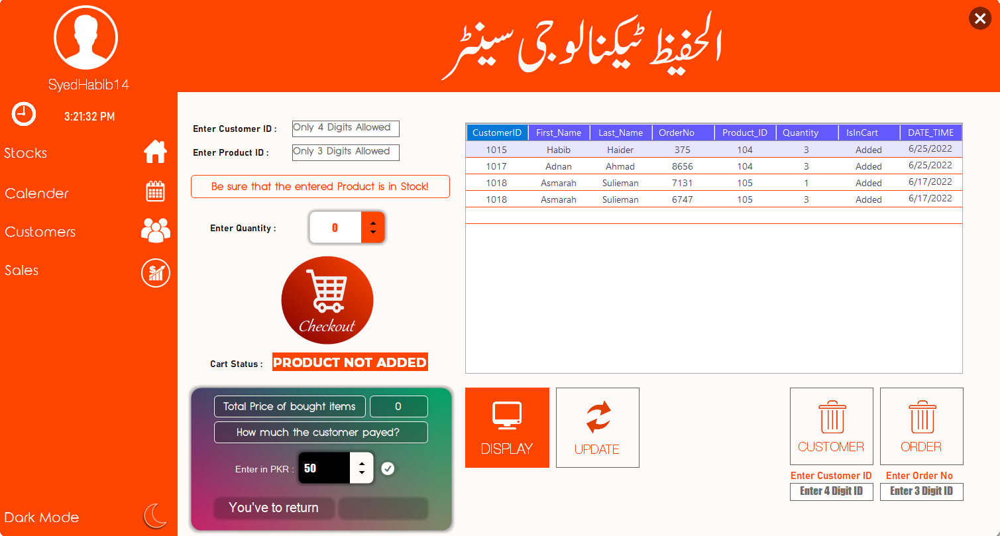 الحفیظ ٹیکنالوجی سینٹر
SyedHabib14
3:21:32 PM
Stocks
Calender
Customers
Sales
Dark Mode
Enter Customer ID : Only 4 Digits Allowed
Enter Product ID : Only 3 Digits Allowed
Be sure that the entered Product is in Stock!
Enter Quantity : 0
Checkout
Cart Status : PRODUCT NOT ADDED
Total Price of bought items 0
How much the customer payed?
Enter in PKR : 50
You've to return
CustomerID First_Name Last_Name OrderNo Product_ID Quantity IsInCart DATE_TIME
1015 Habib Haider 375 104 3 Added 6/25/2022
1017 Adnan Ahmad 8656 104 3 Added 6/25/2022
1018 Asmarah Sulieman 7131 105 1 Added 6/17/2022
1018 Asmarah Sulieman 6747 105 3 Added 6/17/2022
DISPLAY UPDATE CUSTOMER ORDER
Enter Customer ID Enter Order No
Enter 4 Digit ID Enter 3 Digit ID